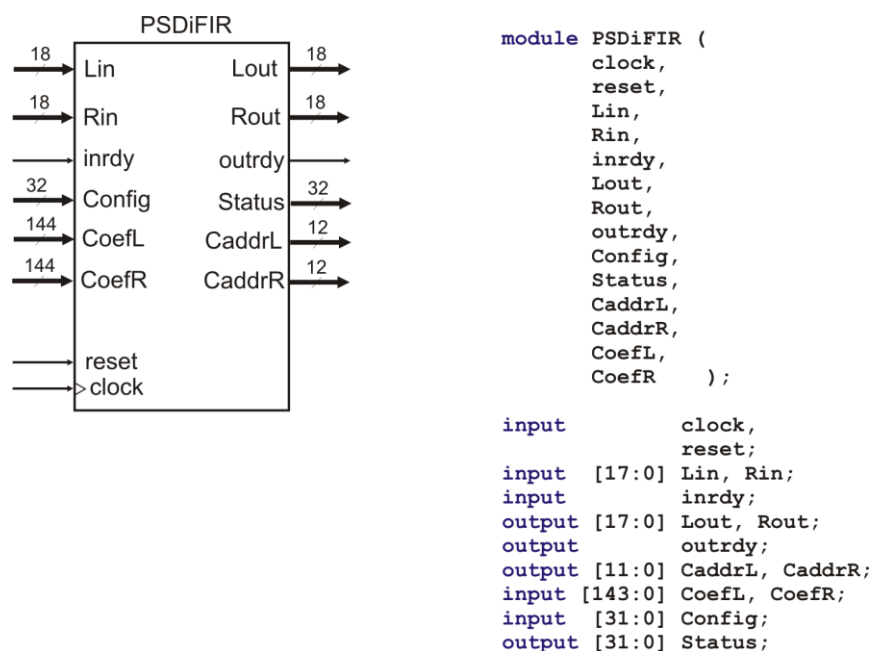 PSDiFIR
18 Lin Lout 18
18 Rin Rout 18
inrdy outrdy
32 Config Status 32
144 CoefL CaddrL 12
144 CoefR CaddrR 12
reset
clock
module PSDiFIR (
clock,
reset,
Lin,
Rin,
inrdy,
Lout,
Rout,
outrdy,
Config,
Status,
CaddrL,
CaddrR,
CoefL,
CoefR );
input clock,
reset;
input [17:0] Lin, Rin;
input inrdy;
output [17:0] Lout, Rout;
output outrdy;
output [11:0] CaddrL, CaddrR;
input [143:0] CoefL, CoefR;
input [31:0] Config;
output [31:0] Status;